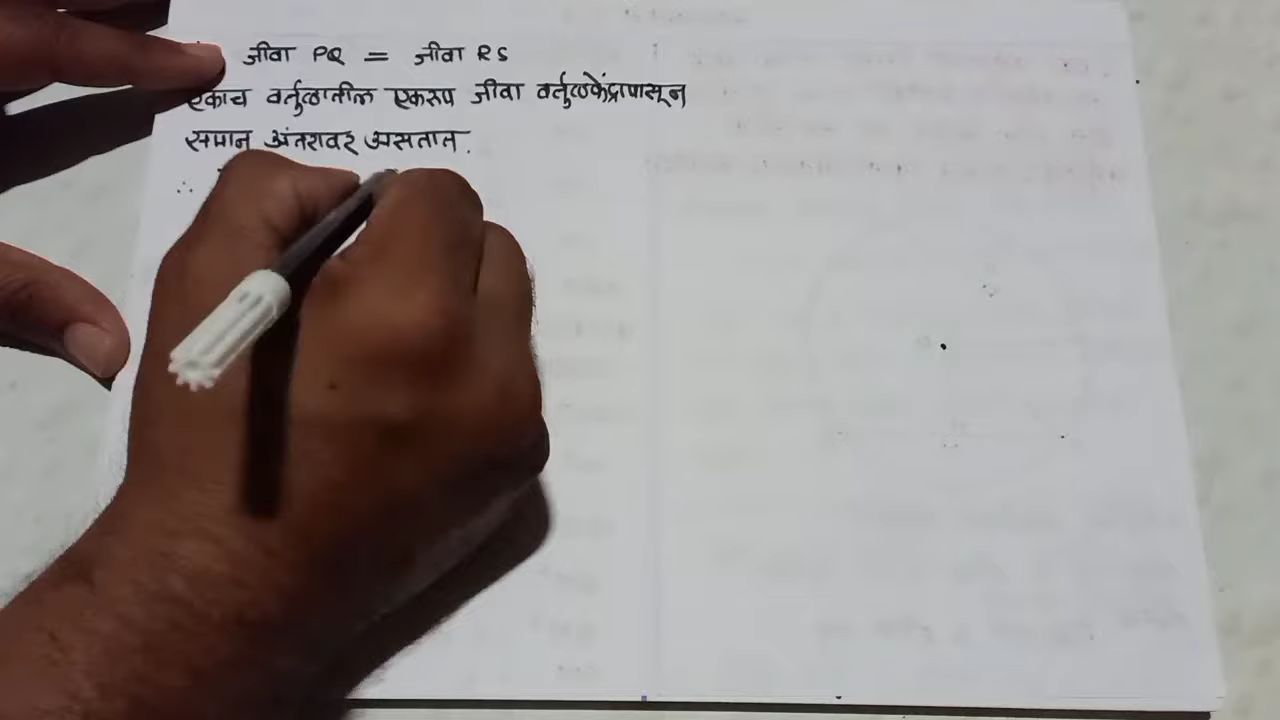 जीवा PQ = जीवा RS
एकाच वर्तुळातील एकरूप जीवा वर्तुळकेंद्रापासून
समान अंतरावर असतात.
∴